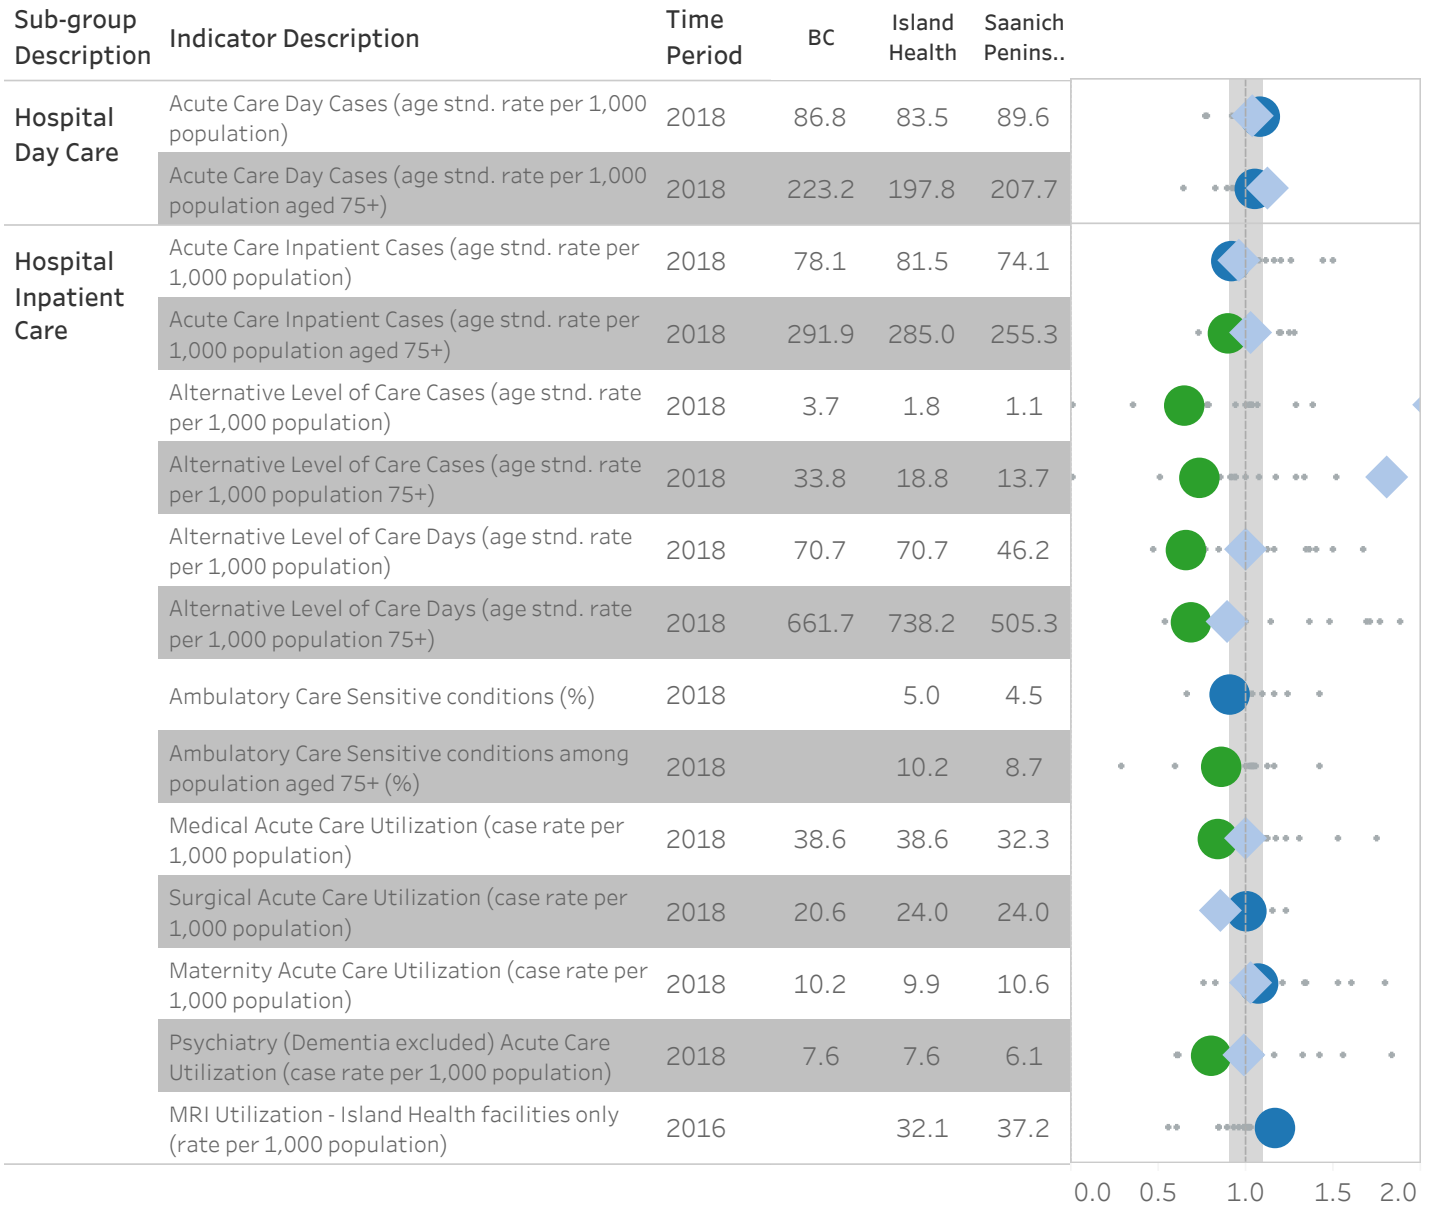 Sub-group
Description
Indicator Description
Time
Period
BC
Island
Health
Saanich
Penins..
Hospital
Day Care
Acute Care Day Cases (age stnd. rate per 1,000
population)
2018 86.8 83.5 89.6
Acute Care Day Cases (age stnd. rate per 1,000
population aged 75+)
2018 223.2 197.8 207.7
Hospital
Inpatient
Care
Acute Care Inpatient Cases (age stnd. rate per
1,000 population)
2018 78.1 81.5 74.1
Acute Care Inpatient Cases (age stnd. rate per
1,000 population aged 75+)
2018 291.9 285.0 255.3
Alternative Level of Care Cases (age stnd. rate
per 1,000 population)
2018 3.7 1.8 1.1
Alternative Level of Care Cases (age stnd. rate
per 1,000 population 75+)
2018 33.8 18.8 13.7
Alternative Level of Care Days (age stnd. rate
per 1,000 population)
2018 70.7 70.7 46.2
Alternative Level of Care Days (age stnd. rate
per 1,000 population 75+)
2018 661.7 738.2 505.3
Ambulatory Care Sensitive conditions (%)
2018 5.0 4.5
Ambulatory Care Sensitive conditions among
population aged 75+ (%)
2018 10.2 8.7
Medical Acute Care Utilization (case rate per
1,000 population)
2018 38.6 38.6 32.3
Surgical Acute Care Utilization (case rate per
1,000 population)
2018 20.6 24.0 24.0
Maternity Acute Care Utilization (case rate per
1,000 population)
2018 10.2 9.9 10.6
Psychiatry (Dementia excluded) Acute Care
Utilization (case rate per 1,000 population)
2018 7.6 7.6 6.1
MRI Utilization - Island Health facilities only
(rate per 1,000 population)
2016 32.1 37.2
0.0 0.5 1.0 1.5 2.0